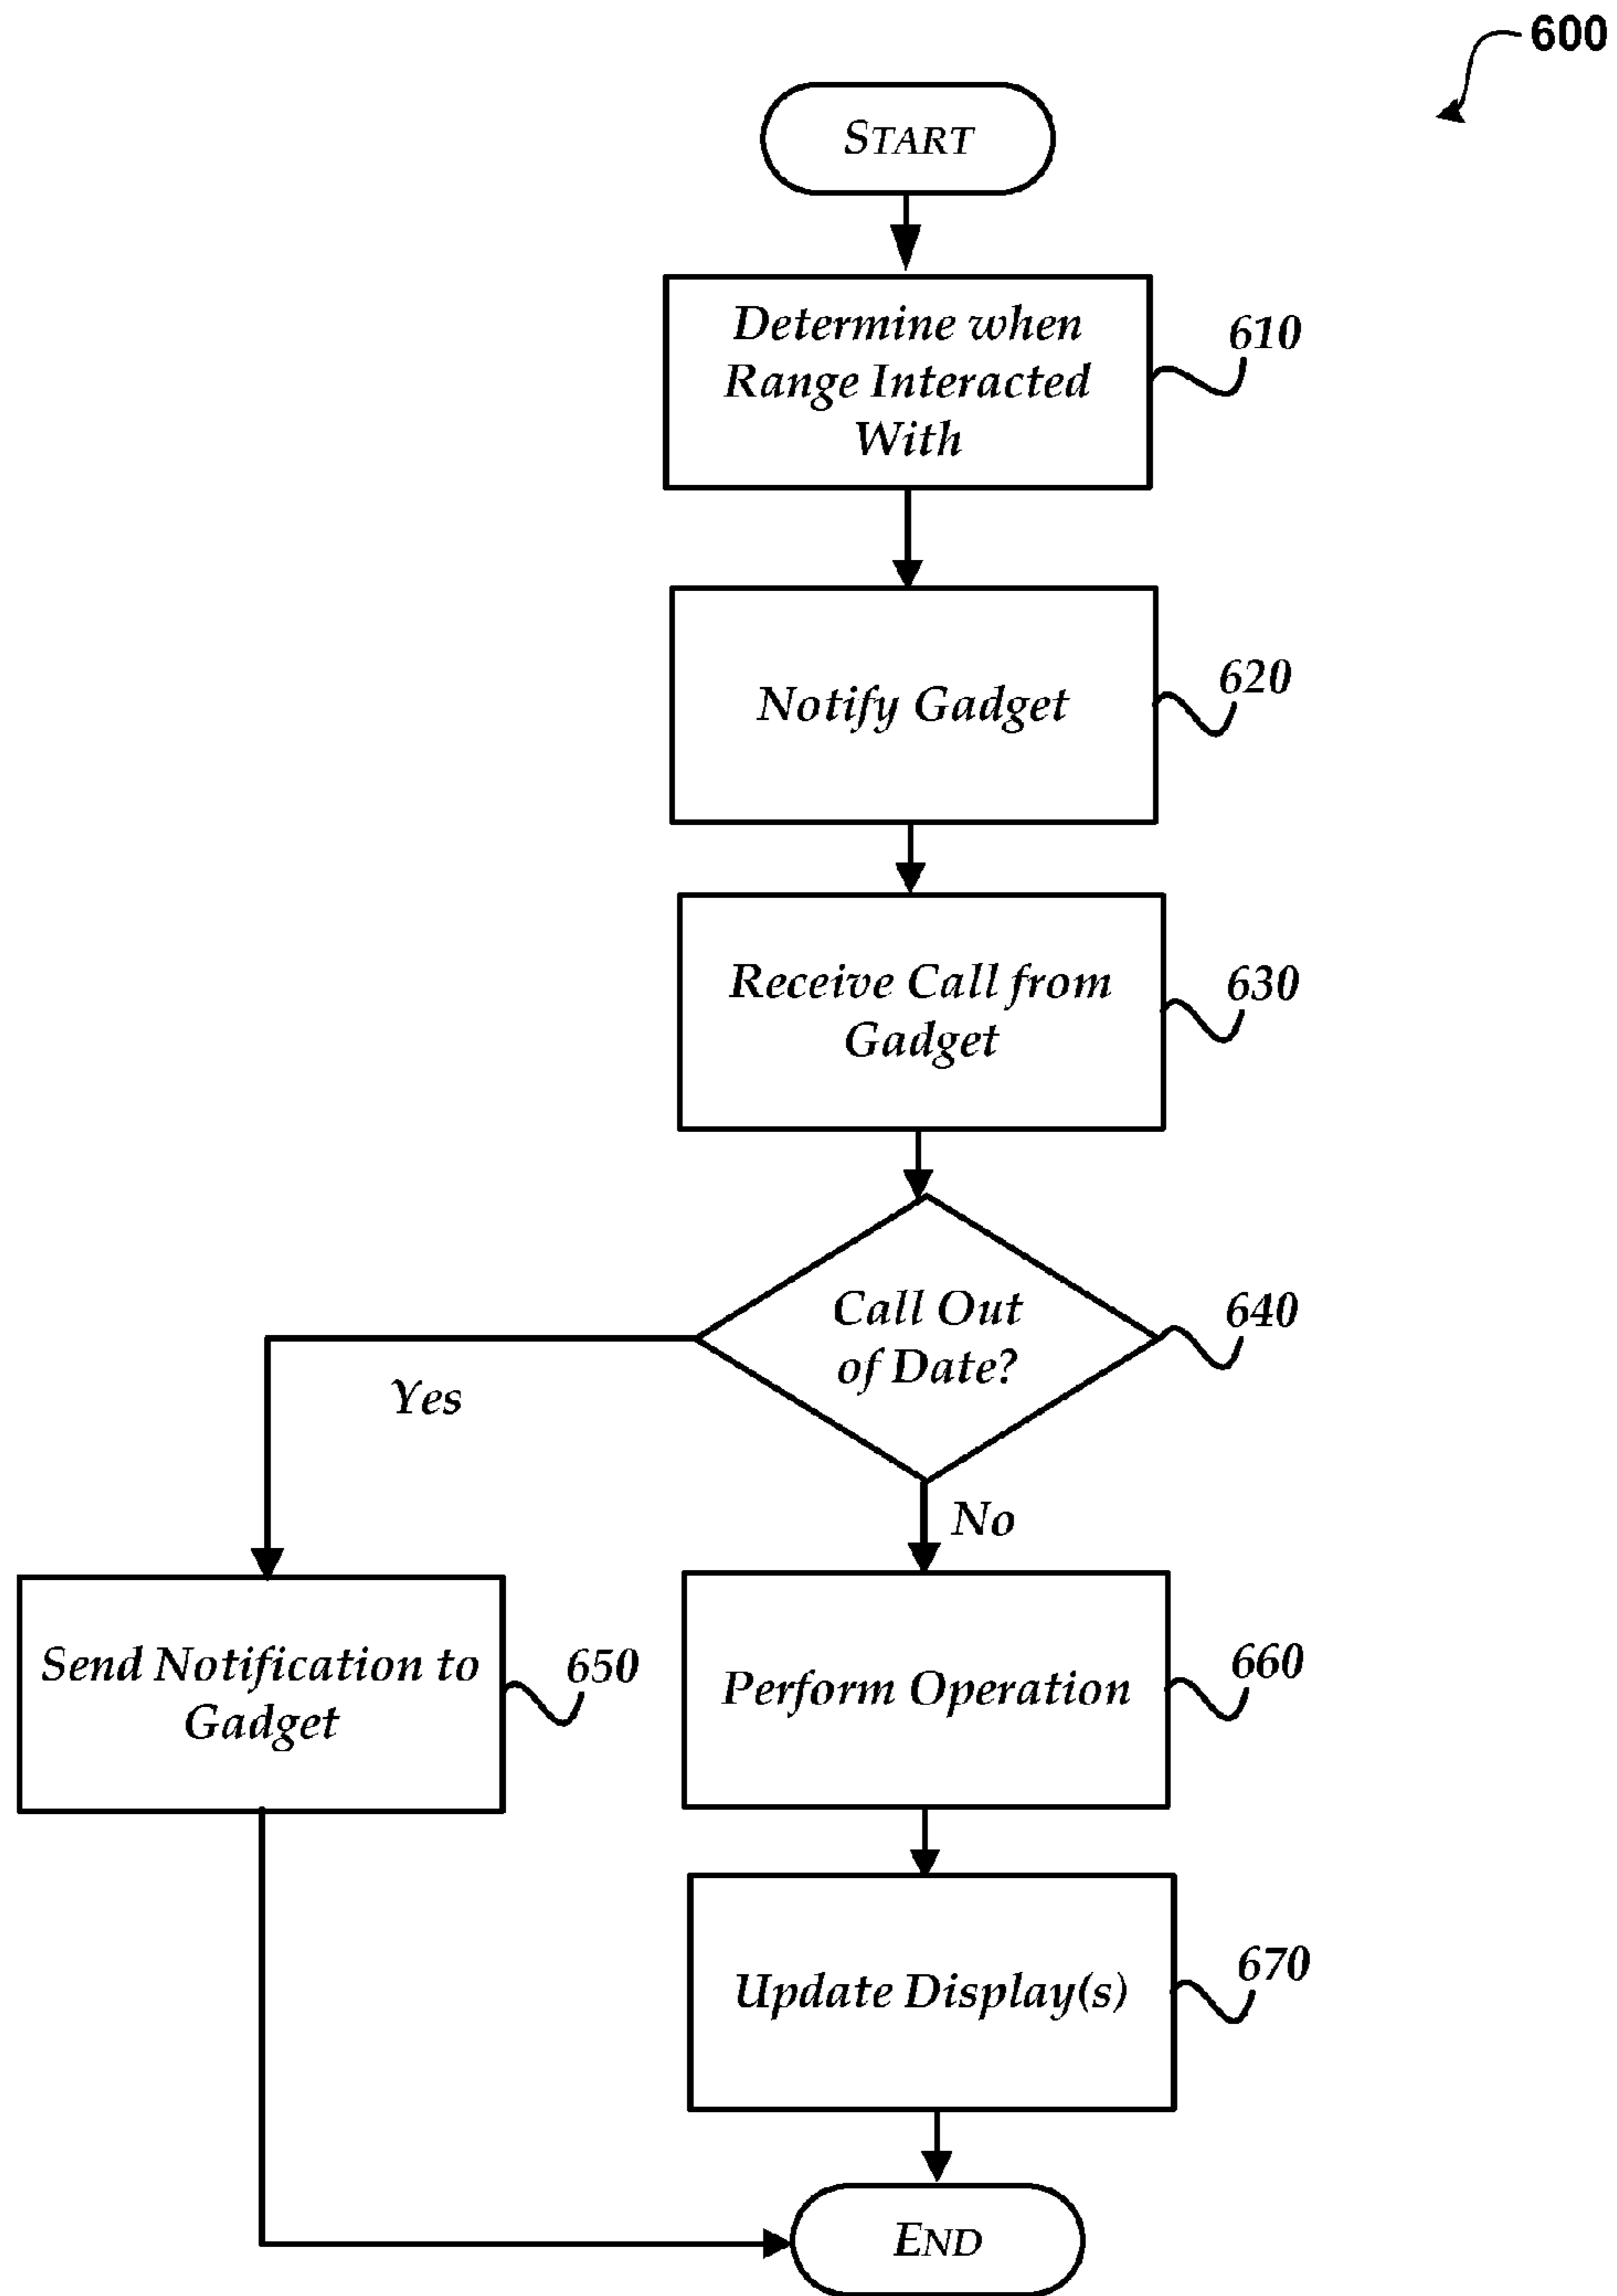 600
START
Determine when
Range Interacted
With
610
Notify Gadget
620
Receive Call from
Gadget
630
Call Out
of Date?
640
Yes
No
Send Notification to
Gadget
650
Perform Operation
660
Update Display(s)
670
END